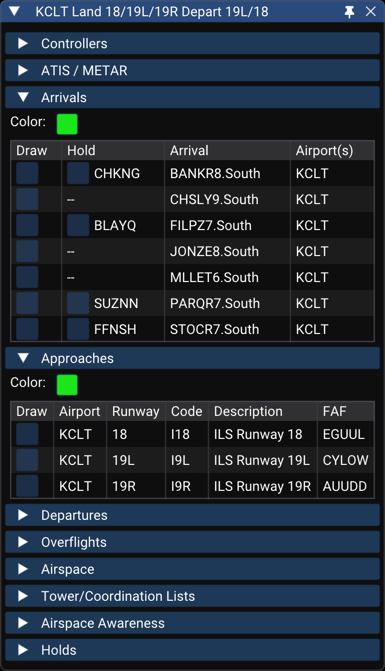 KCLT Land 18/19L/19R Depart 19L/18
Controllers
ATIS / METAR
Arrivals
Color:
Draw Hold Arrival Airport(s)
CHKNG BANKR8.South KCLT
-- CHSLY9.South KCLT
BLAYQ FILPZ7.South KCLT
-- JONZE8.South KCLT
-- MLLET6.South KCLT
SUZNN PARQR7.South KCLT
FFNSH STOCR7.South KCLT
Approaches
Color:
Draw Airport Runway Code Description FAF
KCLT 18 I18 ILS Runway 18 EGUUL
KCLT 19L I9L ILS Runway 19L CYLOW
KCLT 19R I9R ILS Runway 19R AUUDD
Departures
Overflights
Airspace
Tower/Coordination Lists
Airspace Awareness
Holds